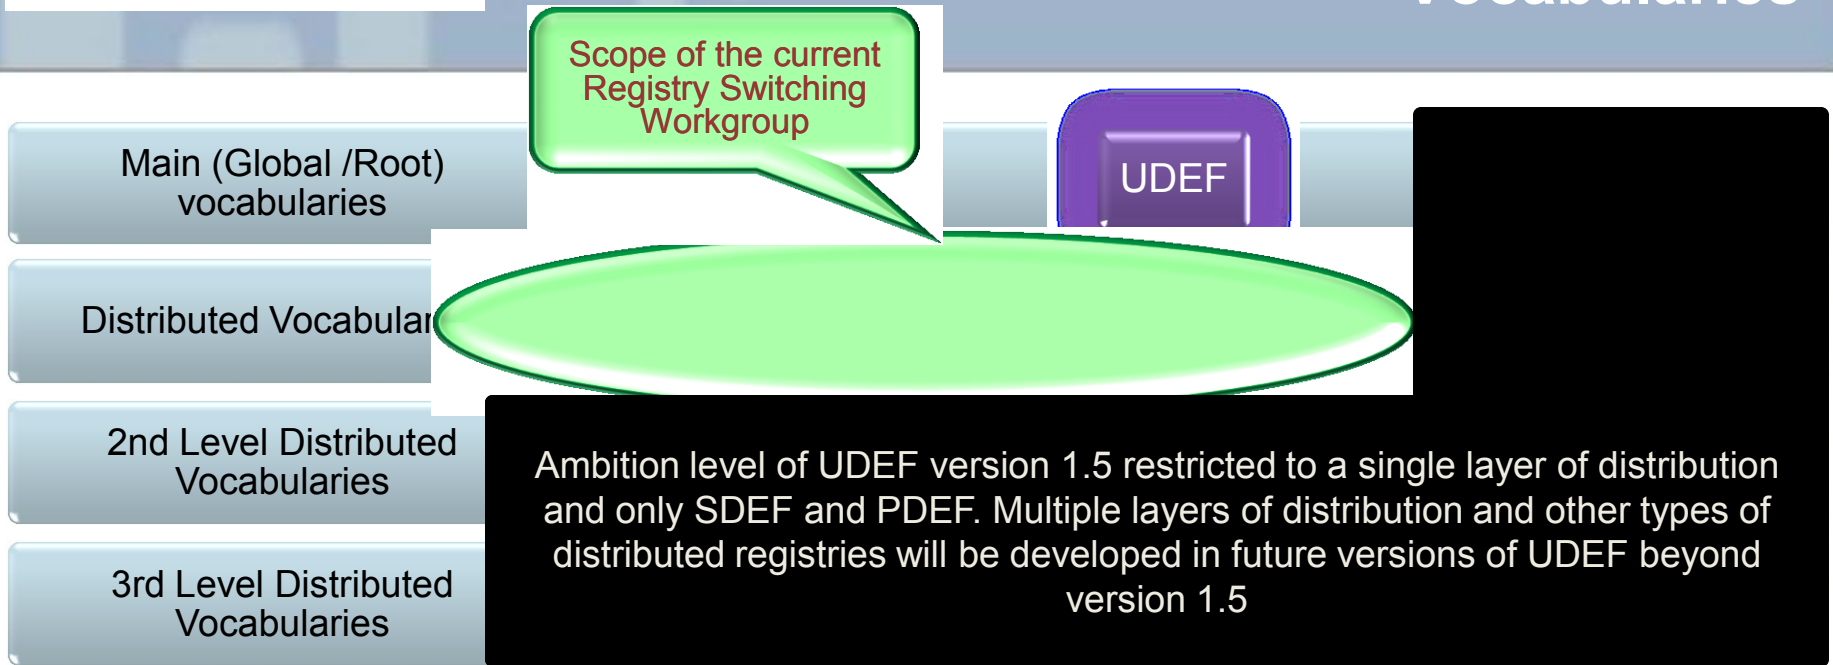 Vocabularies
Scope of the current
Registry Switching
Workgroup
Main (Global /Root)
vocabularies
UDEF
Distributed Vocabular
2nd Level Distributed
Vocabularies
3rd Level Distributed
Vocabularies
Ambition level of UDEF version 1.5 restricted to a single layer of distribution
and only SDEF and PDEF. Multiple layers of distribution and other types of
distributed registries will be developed in future versions of UDEF beyond
version 1.5